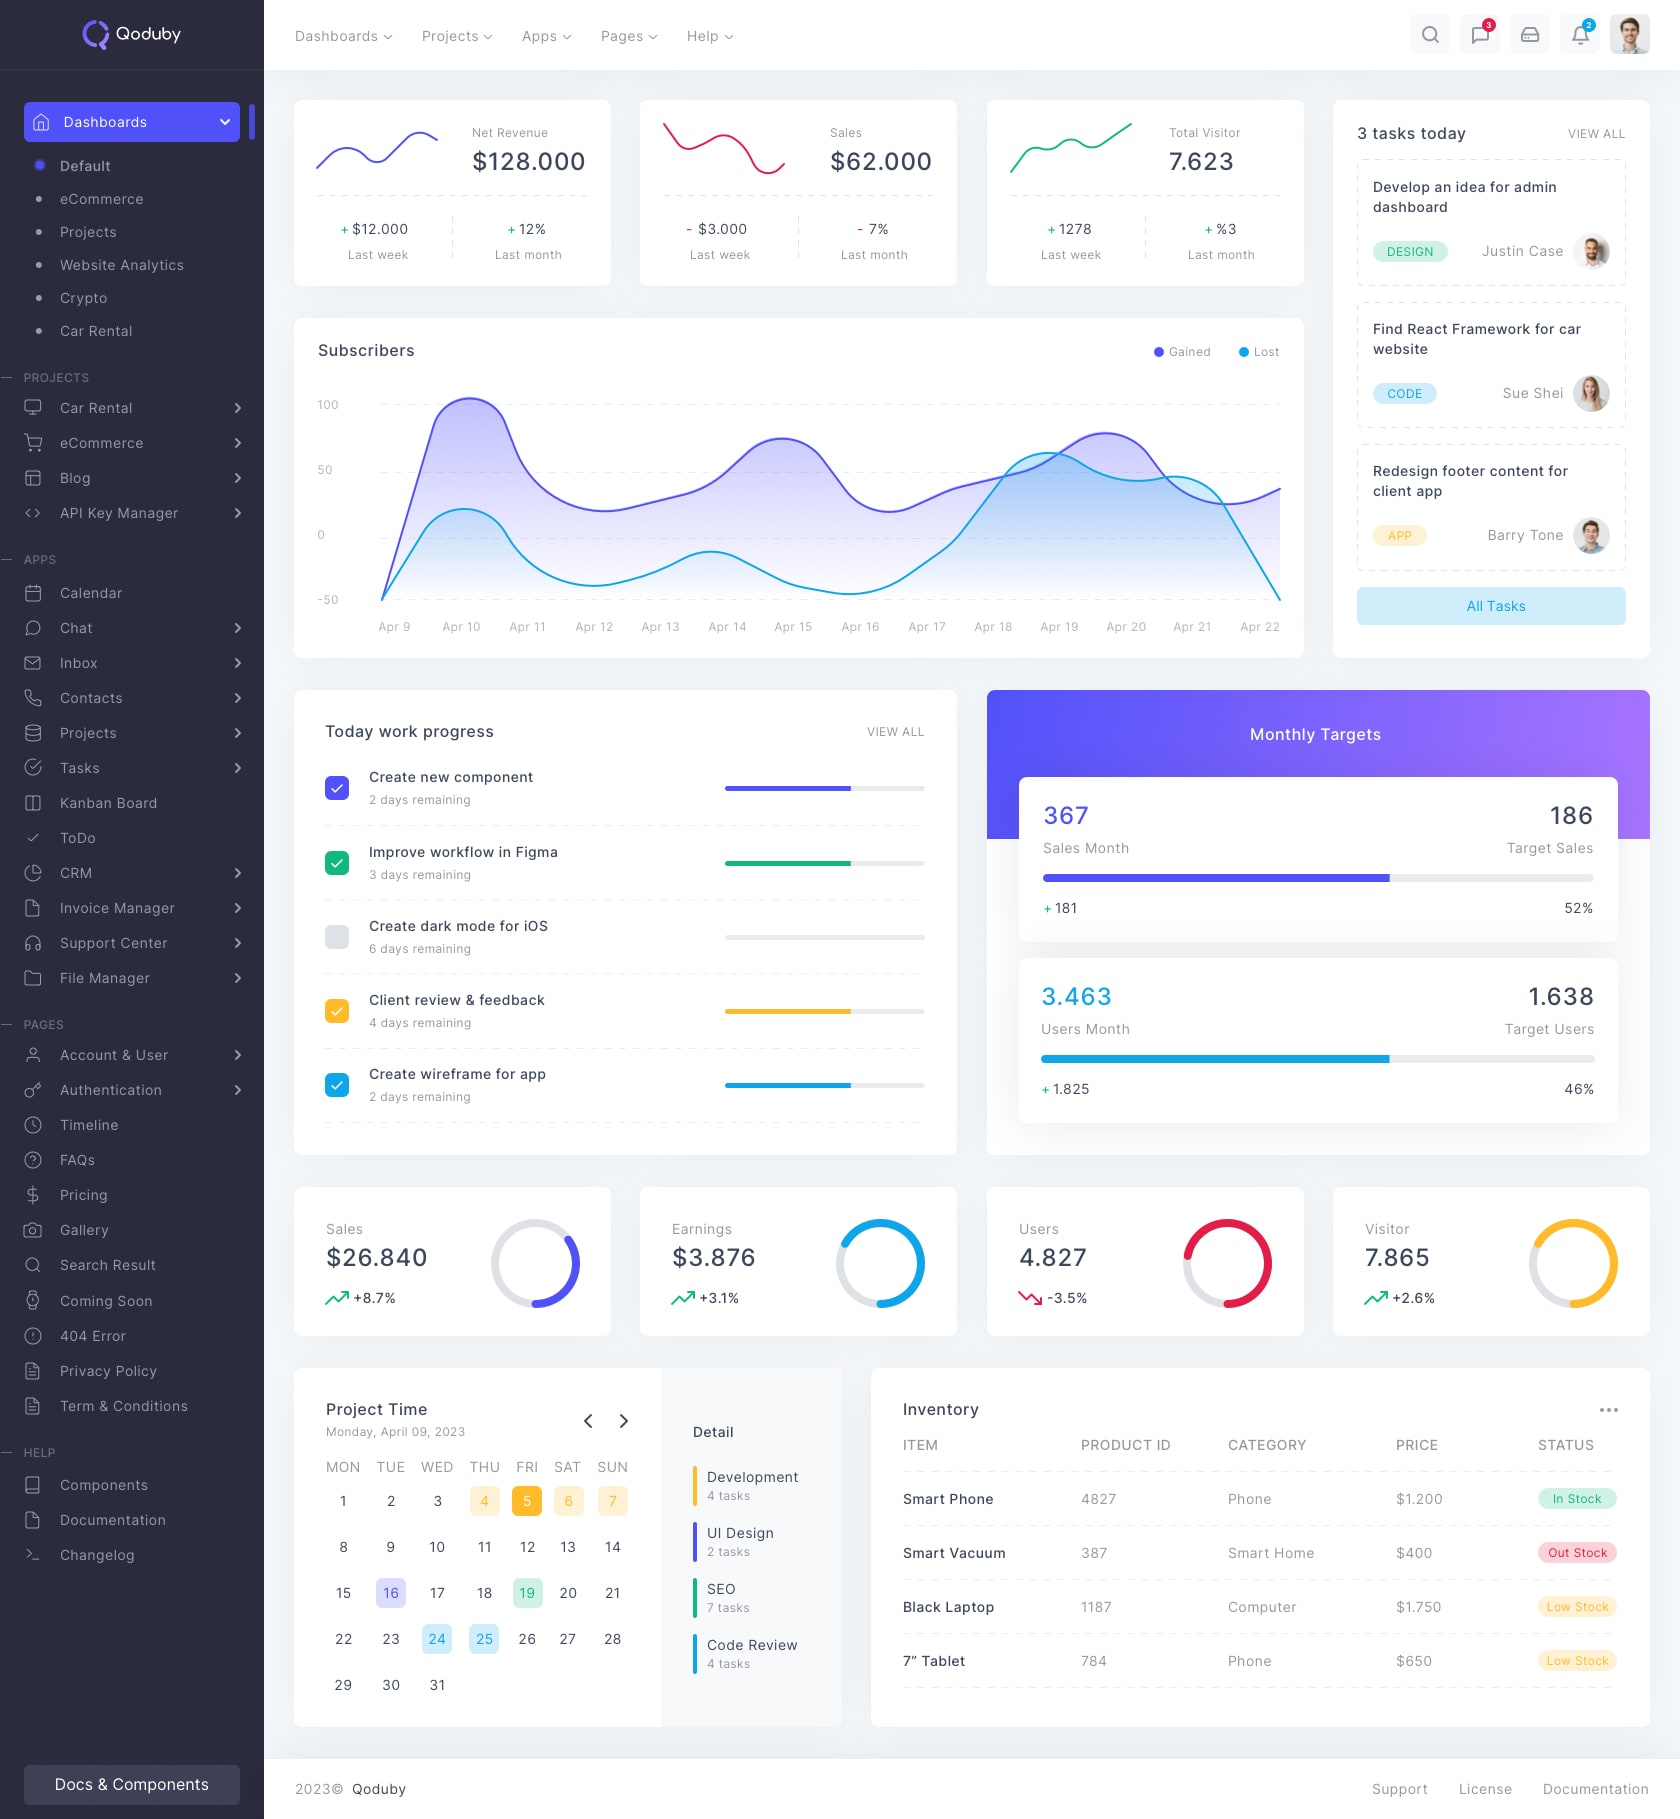 Qoduby
Dashboards
Default
eCommerce
Projects
Website Analytics
Crypto
Car Rental
PROJECTS
Car Rental
eCommerce
Blog
API Key Manager
APPS
Calendar
Chat
Inbox
Contacts
Projects
Tasks
Kanban Board
ToDo
CRM
Invoice Manager
Support Center
File Manager
PAGES
Account & User
Authentication
Timeline
FAQs
Pricing
Gallery
Search Result
Coming Soon
404 Error
Privacy Policy
Term & Conditions
HELP
Components
Documentation
Changelog
Docs & Components
Dashboards Projects Apps Pages Help
3 2
Net Revenue
$128.000
+ $12.000 + 12%
Last week Last month
Sales
$62.000
- $3.000 - 7%
Last week Last month
Total Visitor
7.623
+ 1278 + %3
Last week Last month
3 tasks today VIEW ALL
Develop an idea for admin
dashboard
DESIGN Justin Case
Find React Framework for car
website
CODE Sue Shei
Redesign footer content for
client app
APP Barry Tone
All Tasks
Subscribers Gained Lost
100
50
0
-50
Apr 9 Apr 10 Apr 11 Apr 12 Apr 13 Apr 14 Apr 15 Apr 16 Apr 17 Apr 18 Apr 19 Apr 20 Apr 21 Apr 22
Today work progress VIEW ALL
Create new component
2 days remaining
Improve workflow in Figma
3 days remaining
Create dark mode for iOS
6 days remaining
Client review & feedback
4 days remaining
Create wireframe for app
2 days remaining
Monthly Targets
367 186
Sales Month Target Sales
+ 181 52%
3.463 1.638
Users Month Target Users
+ 1.825 46%
Sales
$26.840
+8.7%
Earnings
$3.876
+3.1%
Users
4.827
-3.5%
Visitor
7.865
+2.6%
Project Time
Monday, April 09, 2023
MON TUE WED THU FRI SAT SUN
1 2 3 4 5 6 7
8 9 10 11 12 13 14
15 16 17 18 19 20 21
22 23 24 25 26 27 28
29 30 31
Detail
Development
4 tasks
UI Design
2 tasks
SEO
7 tasks
Code Review
4 tasks
Inventory
ITEM PRODUCT ID CATEGORY PRICE STATUS
Smart Phone 4827 Phone $1.200 In Stock
Smart Vacuum 387 Smart Home $400 Out Stock
Black Laptop 1187 Computer $1.750 Low Stock
7” Tablet 784 Phone $650 Low Stock
2023© Qoduby Support License Documentation